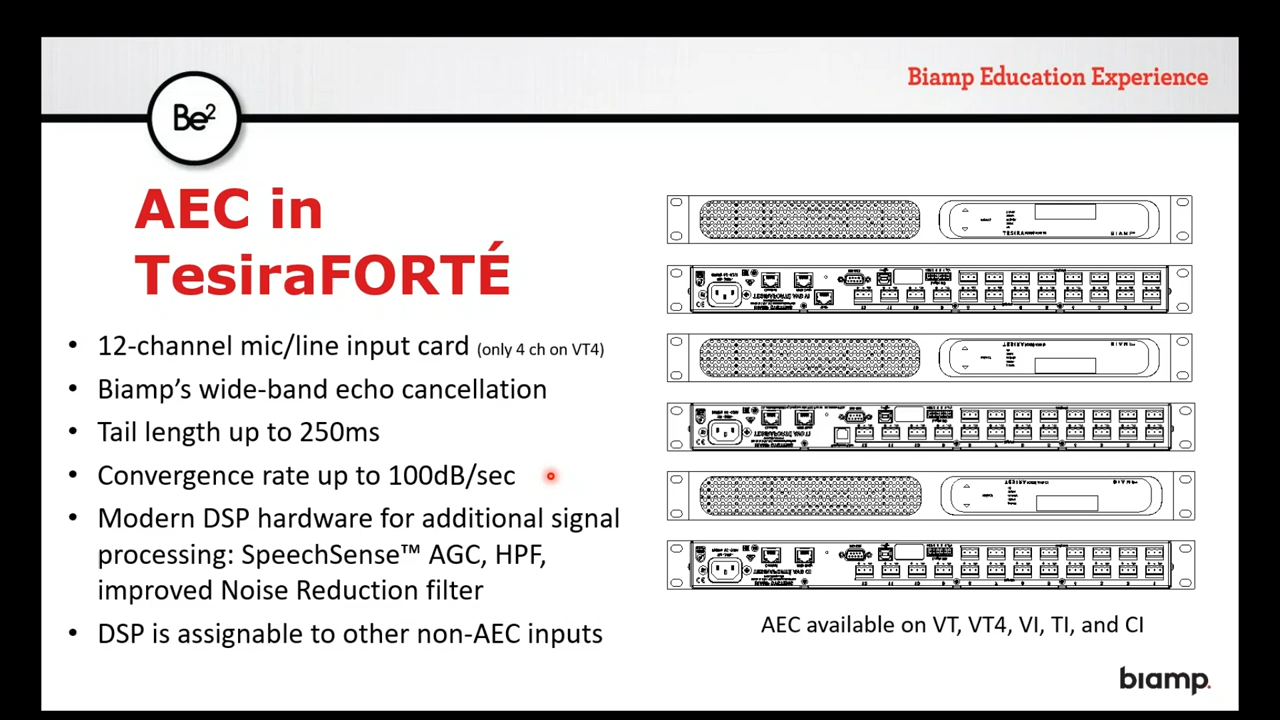 Biamp Education Experience
Be²
AEC in
TesiraFORTÉ
• 12-channel mic/line input card (only 4 ch on VT4)
• Biamp’s wide-band echo cancellation
• Tail length up to 250ms
• Convergence rate up to 100dB/sec
• Modern DSP hardware for additional signal
processing: SpeechSense™ AGC, HPF,
improved Noise Reduction filter
• DSP is assignable to other non-AEC inputs
AEC available on VT, VT4, VI, TI, and CI
biamp.